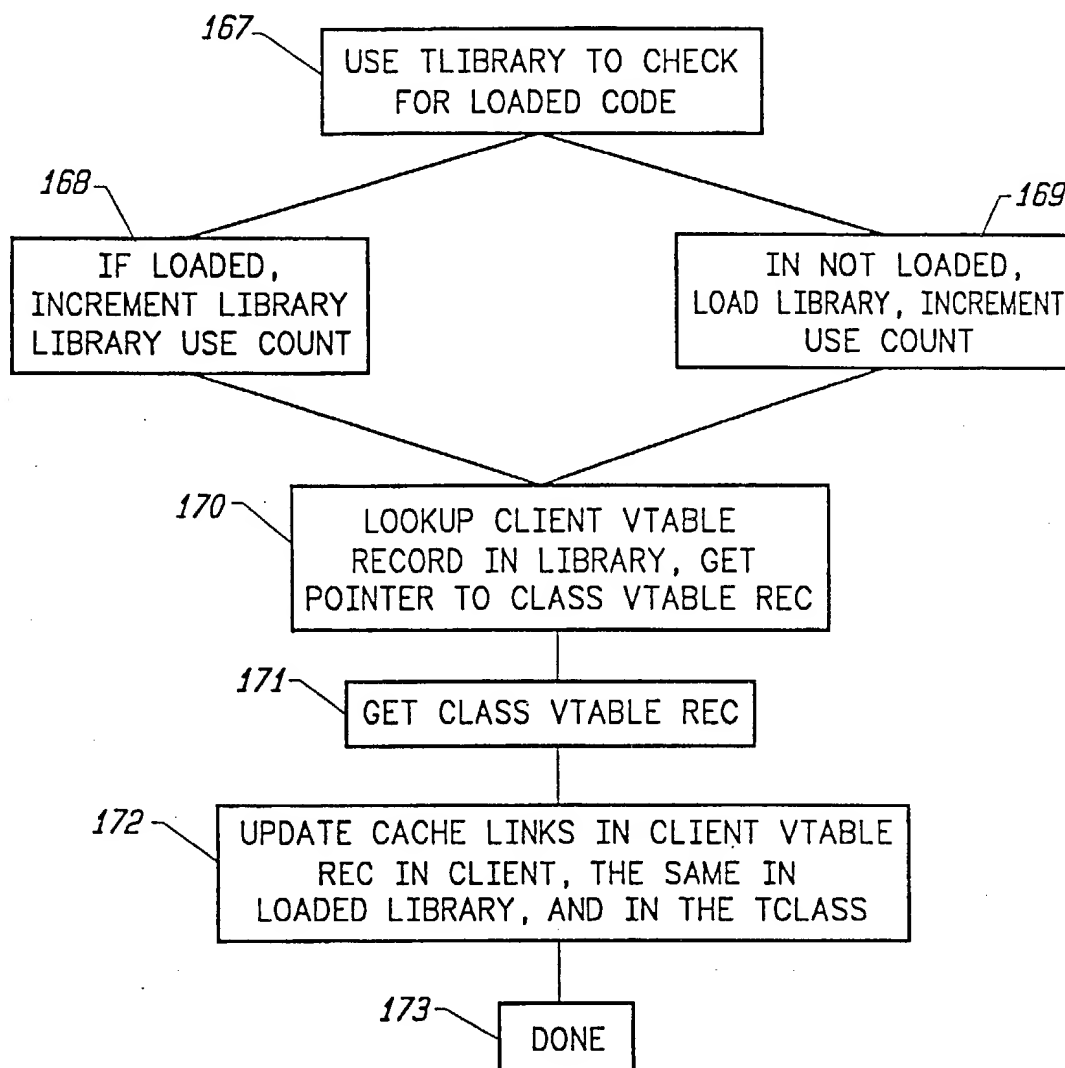 167
USE TLIBRARY TO CHECK
FOR LOADED CODE
168
IF LOADED,
INCREMENT LIBRARY
LIBRARY USE COUNT
169
IN NOT LOADED,
LOAD LIBRARY, INCREMENT
USE COUNT
170
LOOKUP CLIENT VTABLE
RECORD IN LIBRARY, GET
POINTER TO CLASS VTABLE REC
171
GET CLASS VTABLE REC
172
UPDATE CACHE LINKS IN CLIENT VTABLE
REC IN CLIENT, THE SAME IN
LOADED LIBRARY, AND IN THE TCLASS
173
DONE